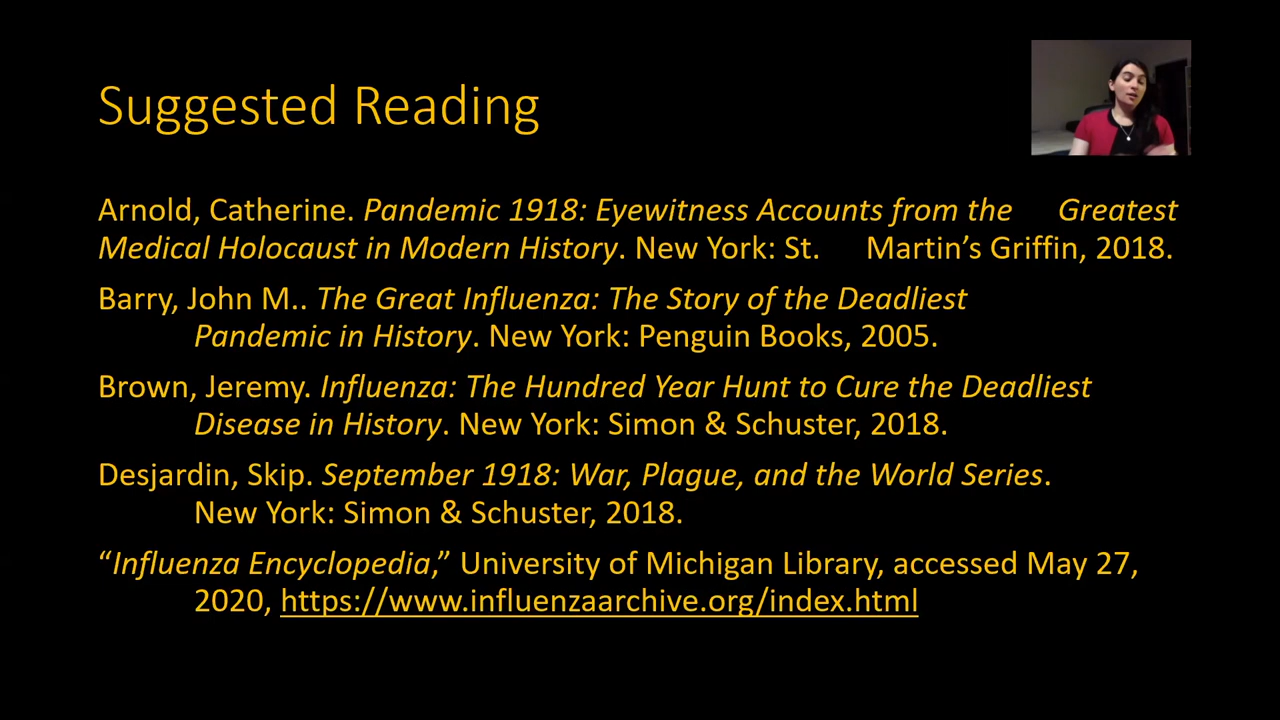 Suggested Reading
Arnold, Catherine. Pandemic 1918: Eyewitness Accounts from the Greatest
Medical Holocaust in Modern History. New York: St. Martin’s Griffin, 2018.
Barry, John M.. The Great Influenza: The Story of the Deadliest
Pandemic in History. New York: Penguin Books, 2005.
Brown, Jeremy. Influenza: The Hundred Year Hunt to Cure the Deadliest
Disease in History. New York: Simon & Schuster, 2018.
Desjardin, Skip. September 1918: War, Plague, and the World Series.
New York: Simon & Schuster, 2018.
“Influenza Encyclopedia,” University of Michigan Library, accessed May 27,
2020, https://www.influenzaarchive.org/index.html